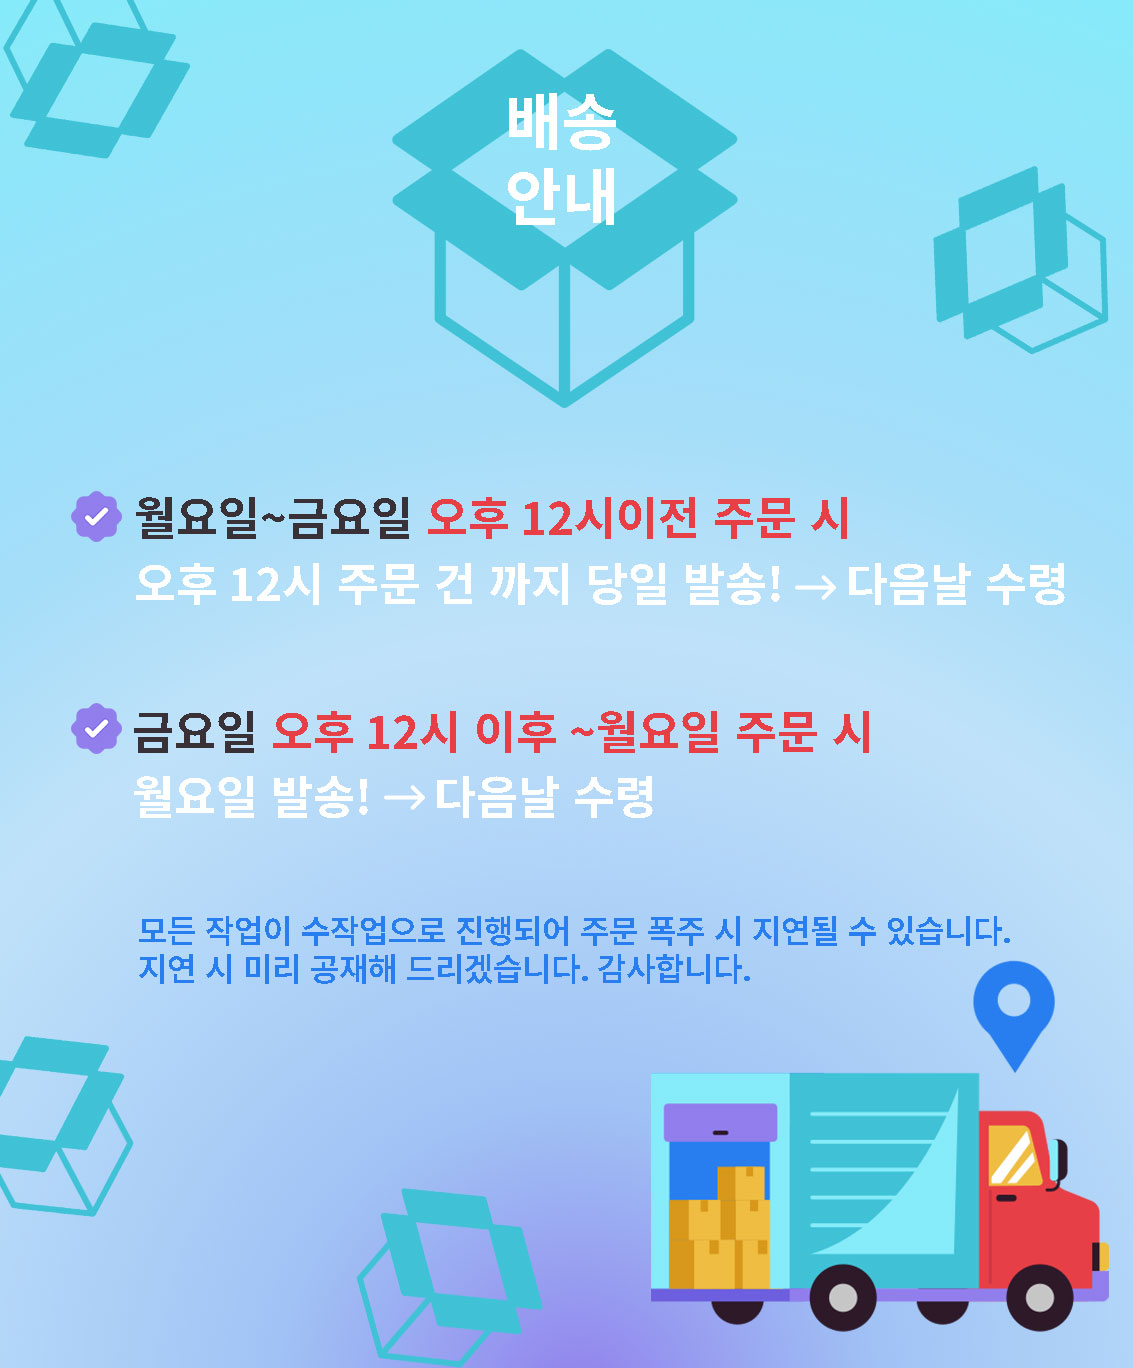 배송
안내
월요일~금요일 오후 12시이전 주문 시
오후 12시 주문 건 까지 당일 발송! → 다음날 수령
금요일 오후 12시 이후 ~월요일 주문 시
월요일 발송! → 다음날 수령
모든 작업이 수작업으로 진행되어 주문 폭주 시 지연될 수 있습니다.
지연 시 미리 공재해 드리겠습니다. 감사합니다.